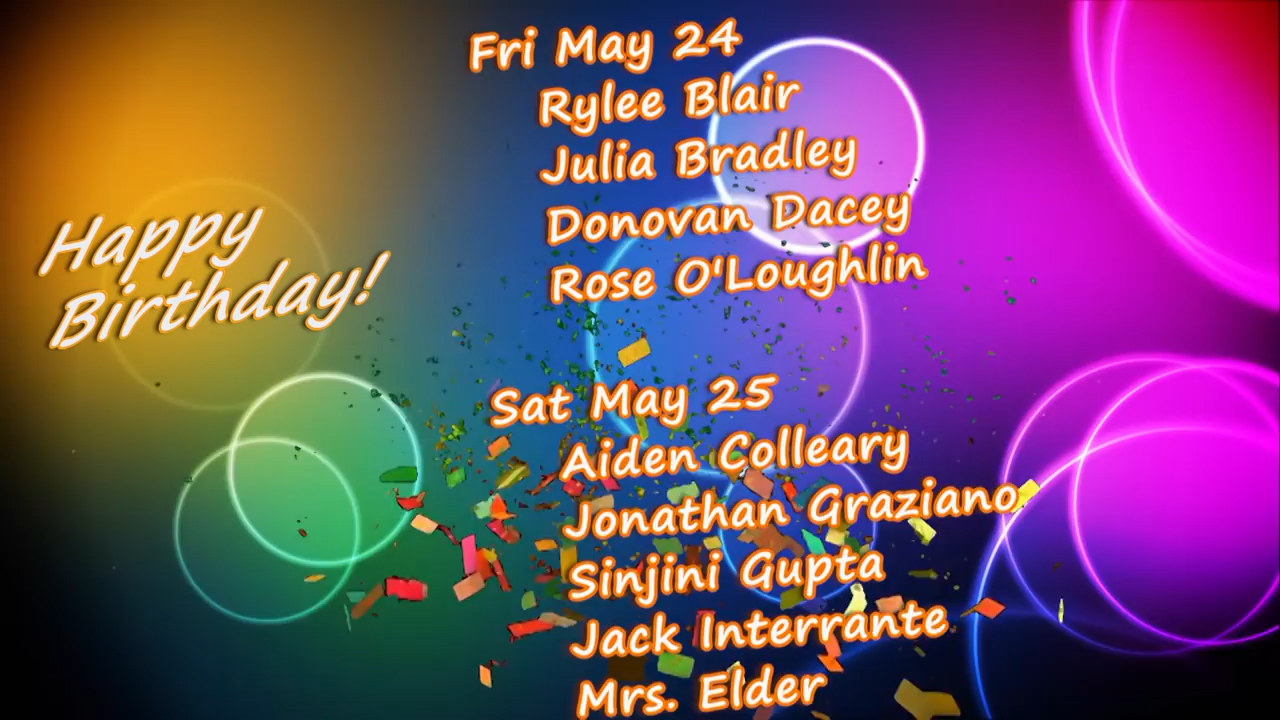 Happy
Birthday!
Fri May 24
Rylee Blair
Julia Bradley
Donovan Dacey
Rose O'Loughlin
Sat May 25
Aiden Colleary
Jonathan Graziano
Sinjini Gupta
Jack Interrante
Mrs. Elder